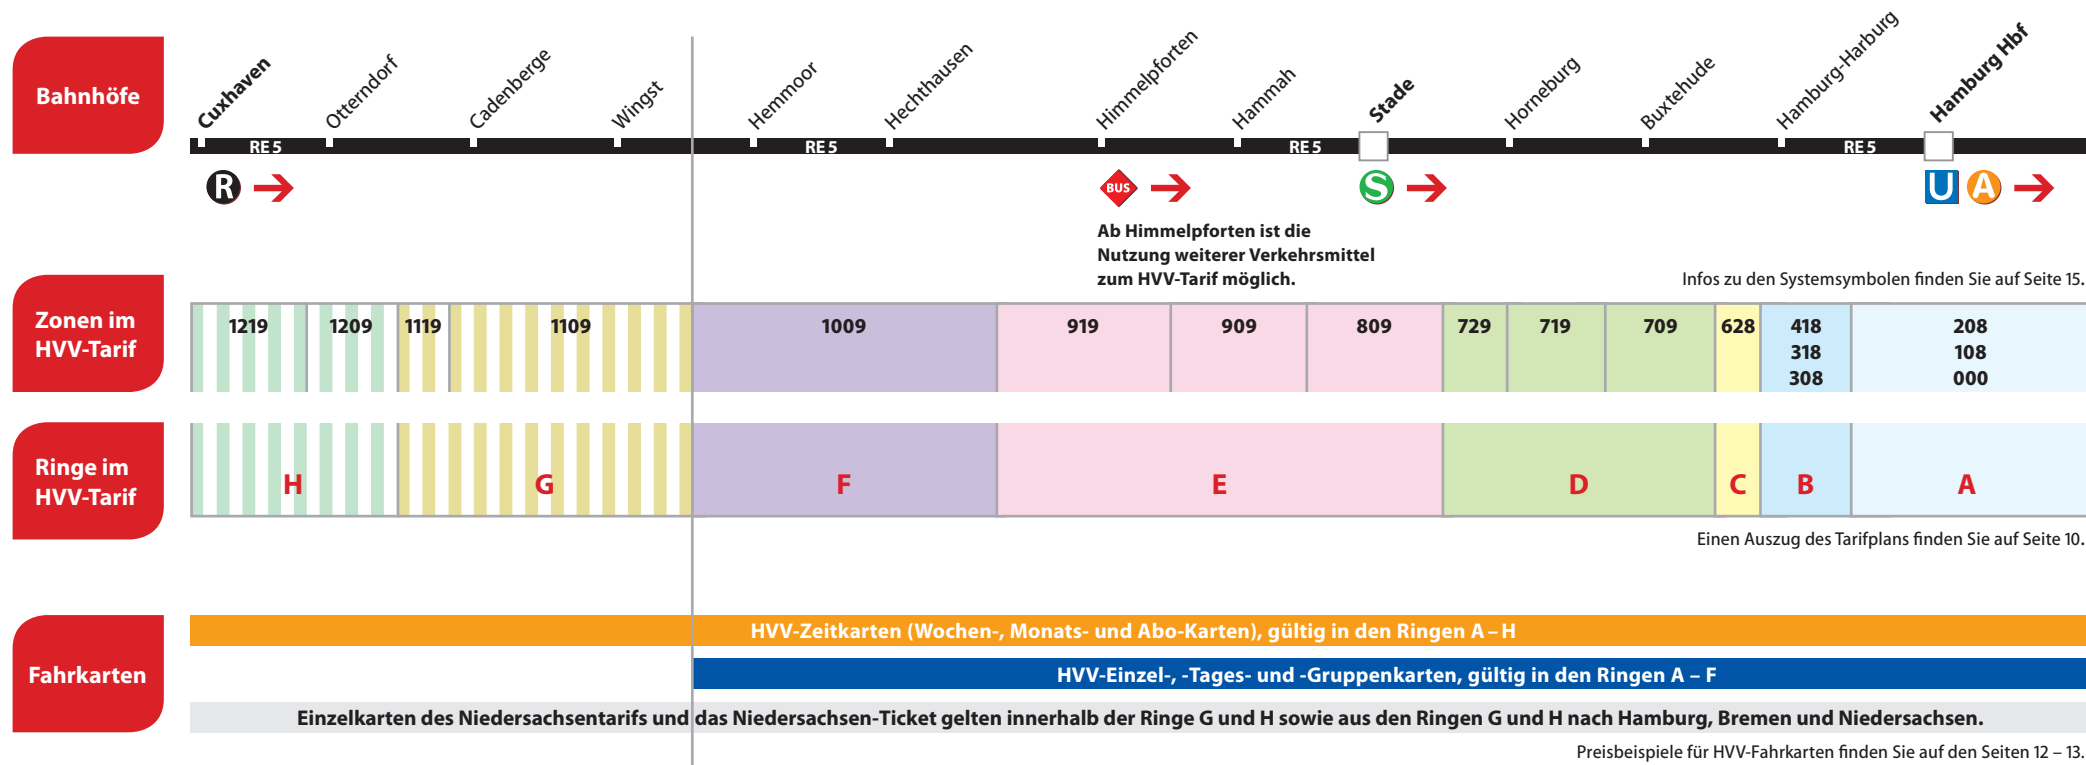 Bahnhöfe
Cuxhaven
Otterndorf
Cadenberge
Wingst
Hemmoor
Hechthausen
Himmelpforten
Hammah
Stade
Horneburg
Buxtehude
Hamburg-Harburg
Hamburg Hbf
RE 5
RE 5
RE 5
RE 5
R
BUS
S
U
A
Ab Himmelpforten ist die
Nutzung weiterer Verkehrsmittel
zum HVV-Tarif möglich.
Infos zu den Systemsymbolen finden Sie auf Seite 15.
Zonen im
HVV-Tarif
1219
1209
1119
1109
1009
919
909
809
729
719
709
628
418
318
308
208
108
000
Ringe im
HVV-Tarif
H
G
F
E
D
C
B
A
Einen Auszug des Tarifplans finden Sie auf Seite 10.
Fahrkarten
HVV-Zeitkarten (Wochen-, Monats- und Abo-Karten), gültig in den Ringen A – H
HVV-Einzel-, -Tages- und -Gruppenkarten, gültig in den Ringen A – F
Einzelkarten des Niedersachsentarifs und das Niedersachsen-Ticket gelten innerhalb der Ringe G und H sowie aus den Ringen G und H nach Hamburg, Bremen und Niedersachsen.
Preisbeispiele für HVV-Fahrkarten finden Sie auf den Seiten 12 – 13.